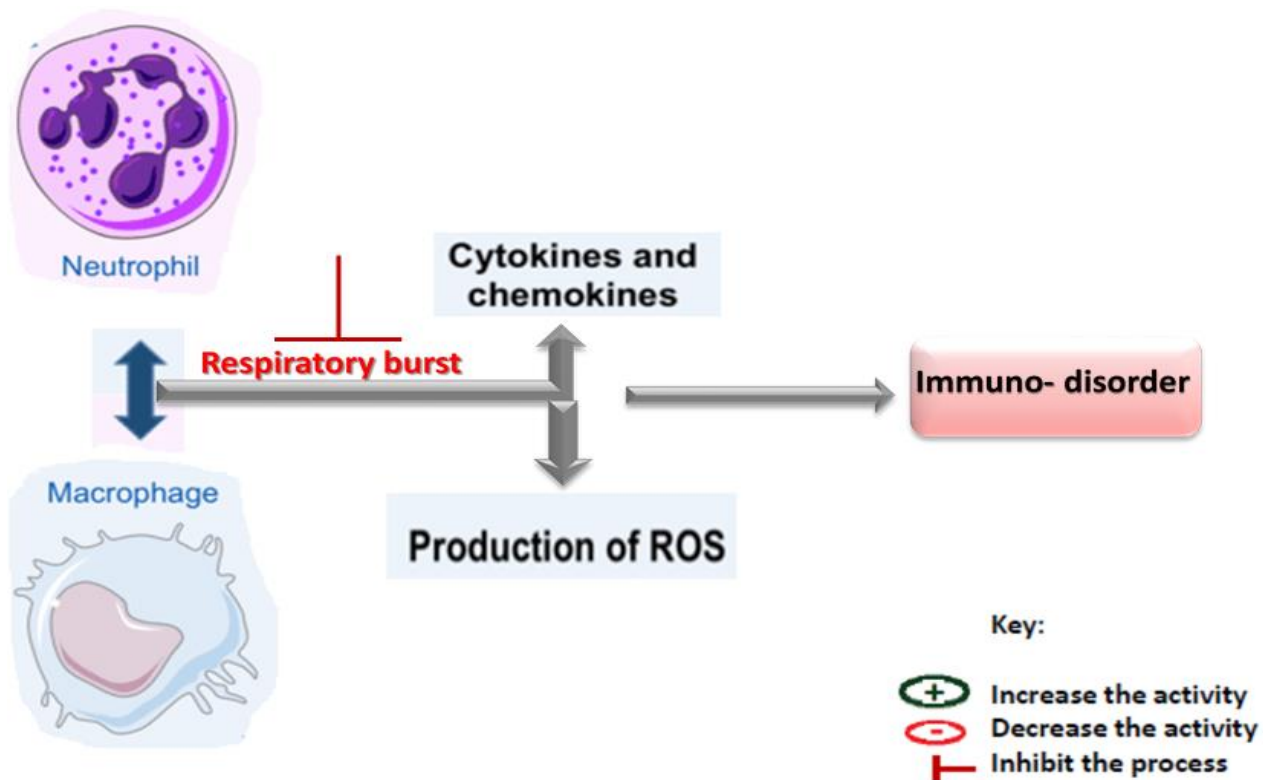 Neutrophil
Cytokines and
chemokines
Respiratory burst
Immuno- disorder
Macrophage
Production of ROS
Key:
+ Increase the activity
- Decrease the activity
Inhibit the process